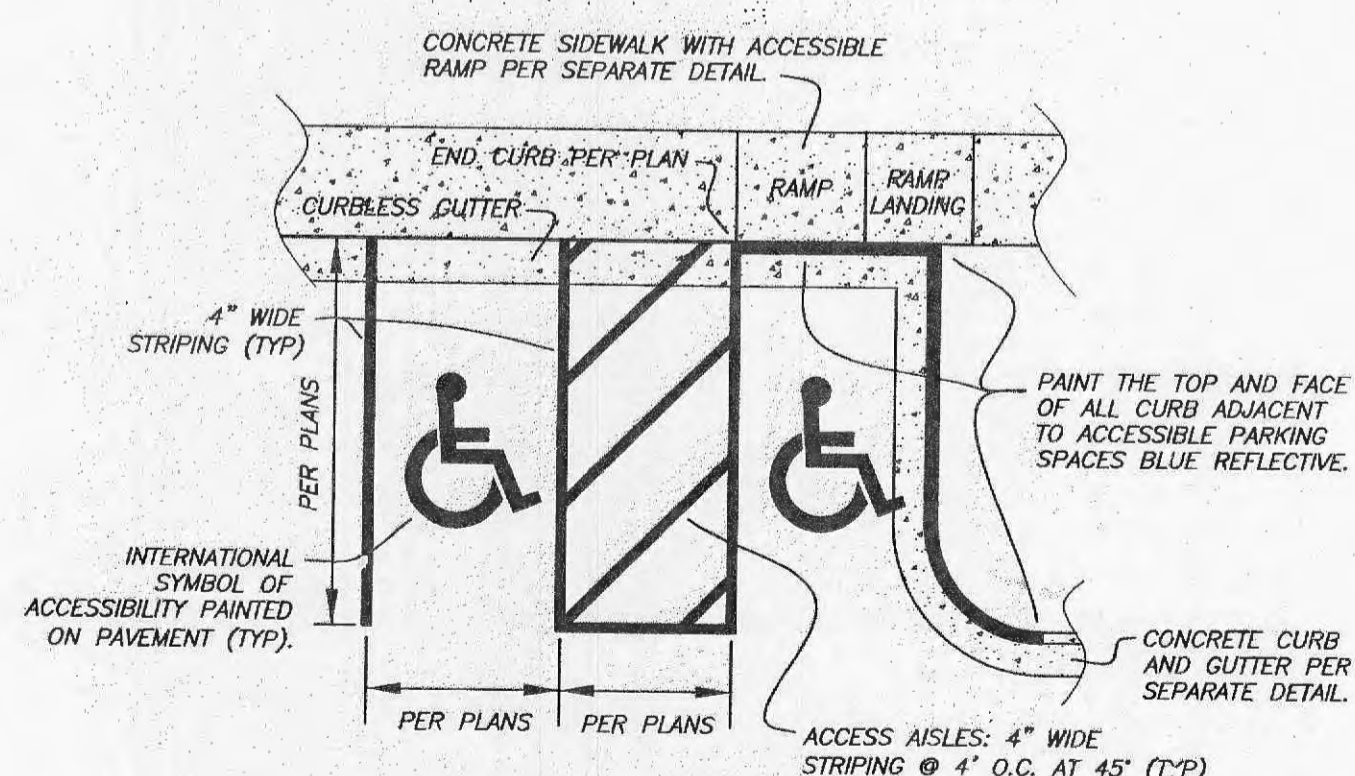 CONCRETE SIDEWALK WITH ACCESSIBLE
RAMP PER SEPARATE DETAIL.
END CURB PER PLAN
RAMP
RAMP
LANDING
CURBLESS GUTTER
4" WIDE
STRIPING (TYP)
PER PLANS
PAINT THE TOP AND FACE
OF ALL CURB ADJACENT
TO ACCESSIBLE PARKING
SPACES BLUE REFLECTIVE.
INTERNATIONAL
SYMBOL OF
ACCESSIBILITY PAINTED
ON PAVEMENT (TYP).
CONCRETE CURB
AND GUTTER PER
SEPARATE DETAIL.
PER PLANS
PER PLANS
ACCESS AISLES: 4" WIDE
STRIPING @ 4' O.C. AT 45° (TYP)